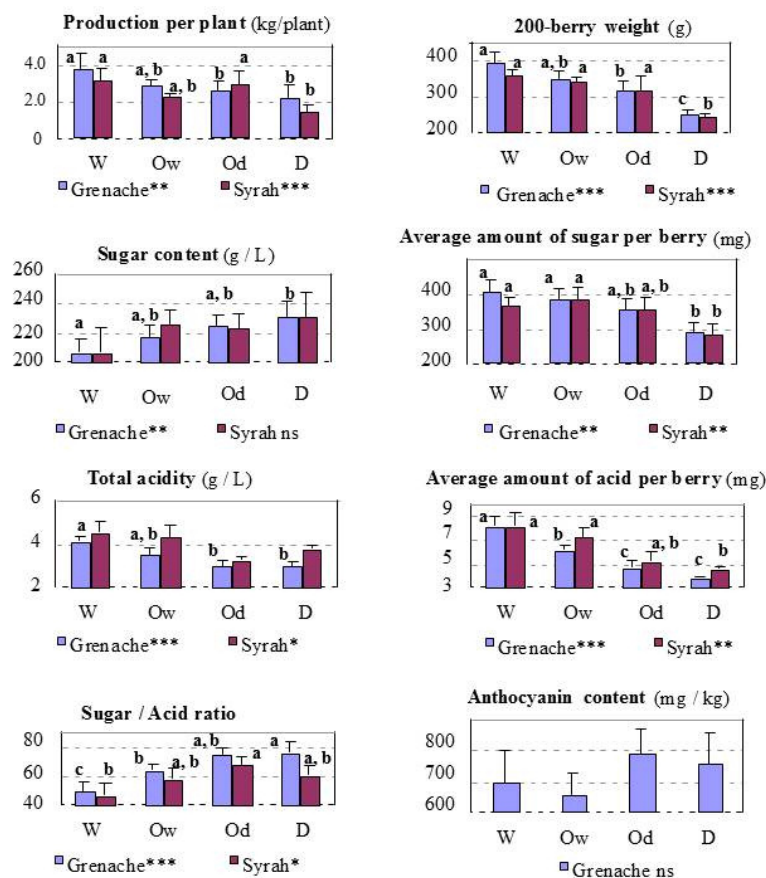 Production per plant (kg/plant)
4.0
2.0
0
a a a, b a, b b a b b
W Ow Od D
Grenache** Syrah***
200-berry weight (g)
400
300
200
a a a, b a b a c b
W Ow Od D
Grenache*** Syrah***
Sugar content (g / L)
260
240
220
200
a a, b a, b b
W Ow Od D
Grenache** Syrah ns
Average amount of sugar per berry (mg)
400
300
200
a a a a a, b a, b b b
W Ow Od D
Grenache** Syrah**
Total acidity (g / L)
6
4
2
a a, b b b
W Ow Od D
Grenache*** Syrah*
Average amount of acid per berry (mg)
9
7
5
3
a a b a c a, b c b
W Ow Od D
Grenache*** Syrah**
Sugar / Acid ratio
80
60
40
c b b a, b a, b a a a, b
W Ow Od D
Grenache*** Syrah*
Anthocyanin content (mg / kg)
800
700
600
W Ow Od D
Grenache ns